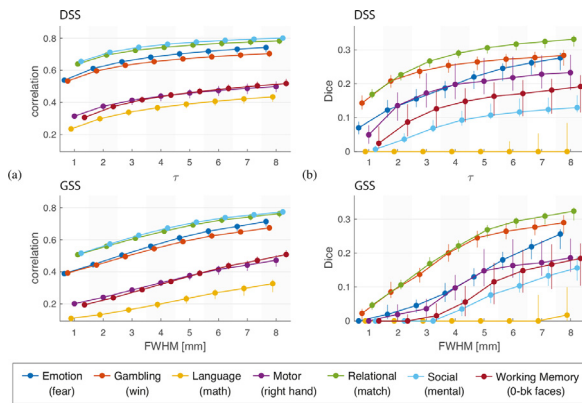 DSS
DSS
0.8
0.6
0.4
0.2
correlation
1 2 3 4 5 6 7 8
τ
(a)
0.3
0.2
0.1
0
Dice
1 2 3 4 5 6 7 8
τ
(b)
GSS
GSS
0.8
0.6
0.4
0.2
correlation
1 2 3 4 5 6 7 8
FWHM [mm]
0.3
0.2
0.1
0
Dice
1 2 3 4 5 6 7 8
FWHM [mm]
Emotion Gambling Language Motor Relational Social Working Memory
(fear) (win) (math) (right hand) (match) (mental) (0-bk faces)